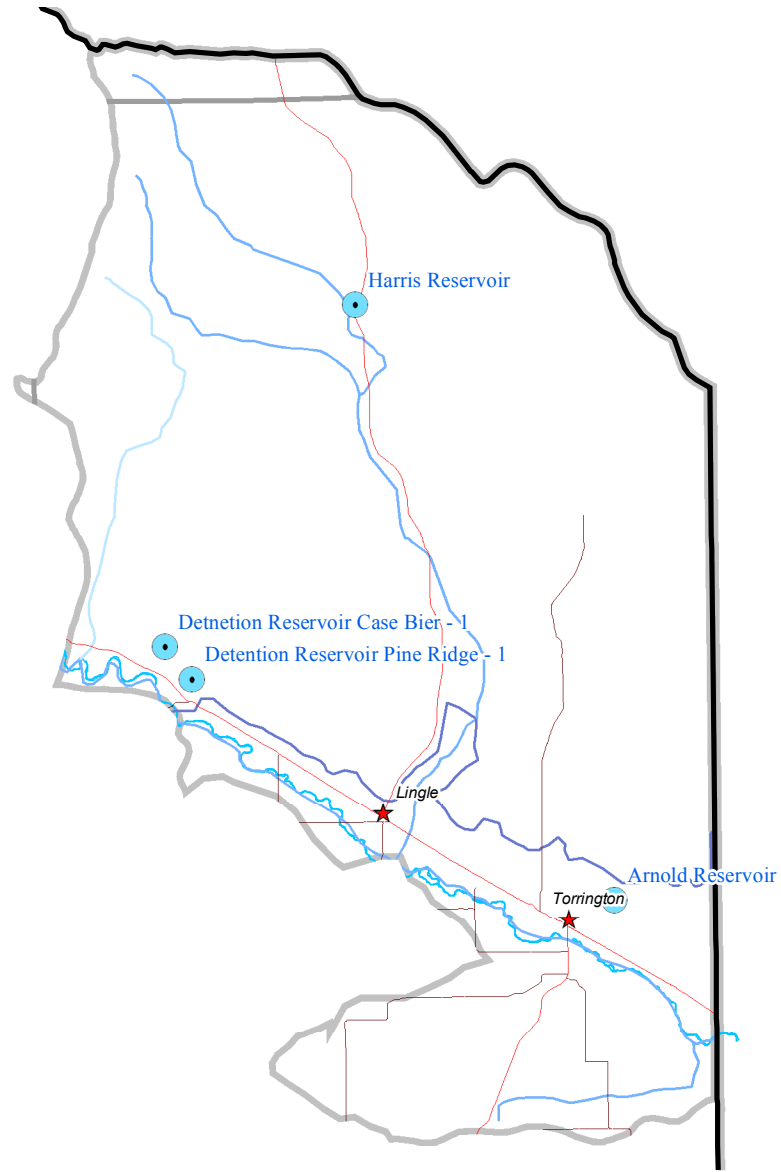 Harris Reservoir
Detnetion Reservoir Case Bier - 1
Detention Reservoir Pine Ridge - 1
Lingle
Arnold Reservoir
Torrington